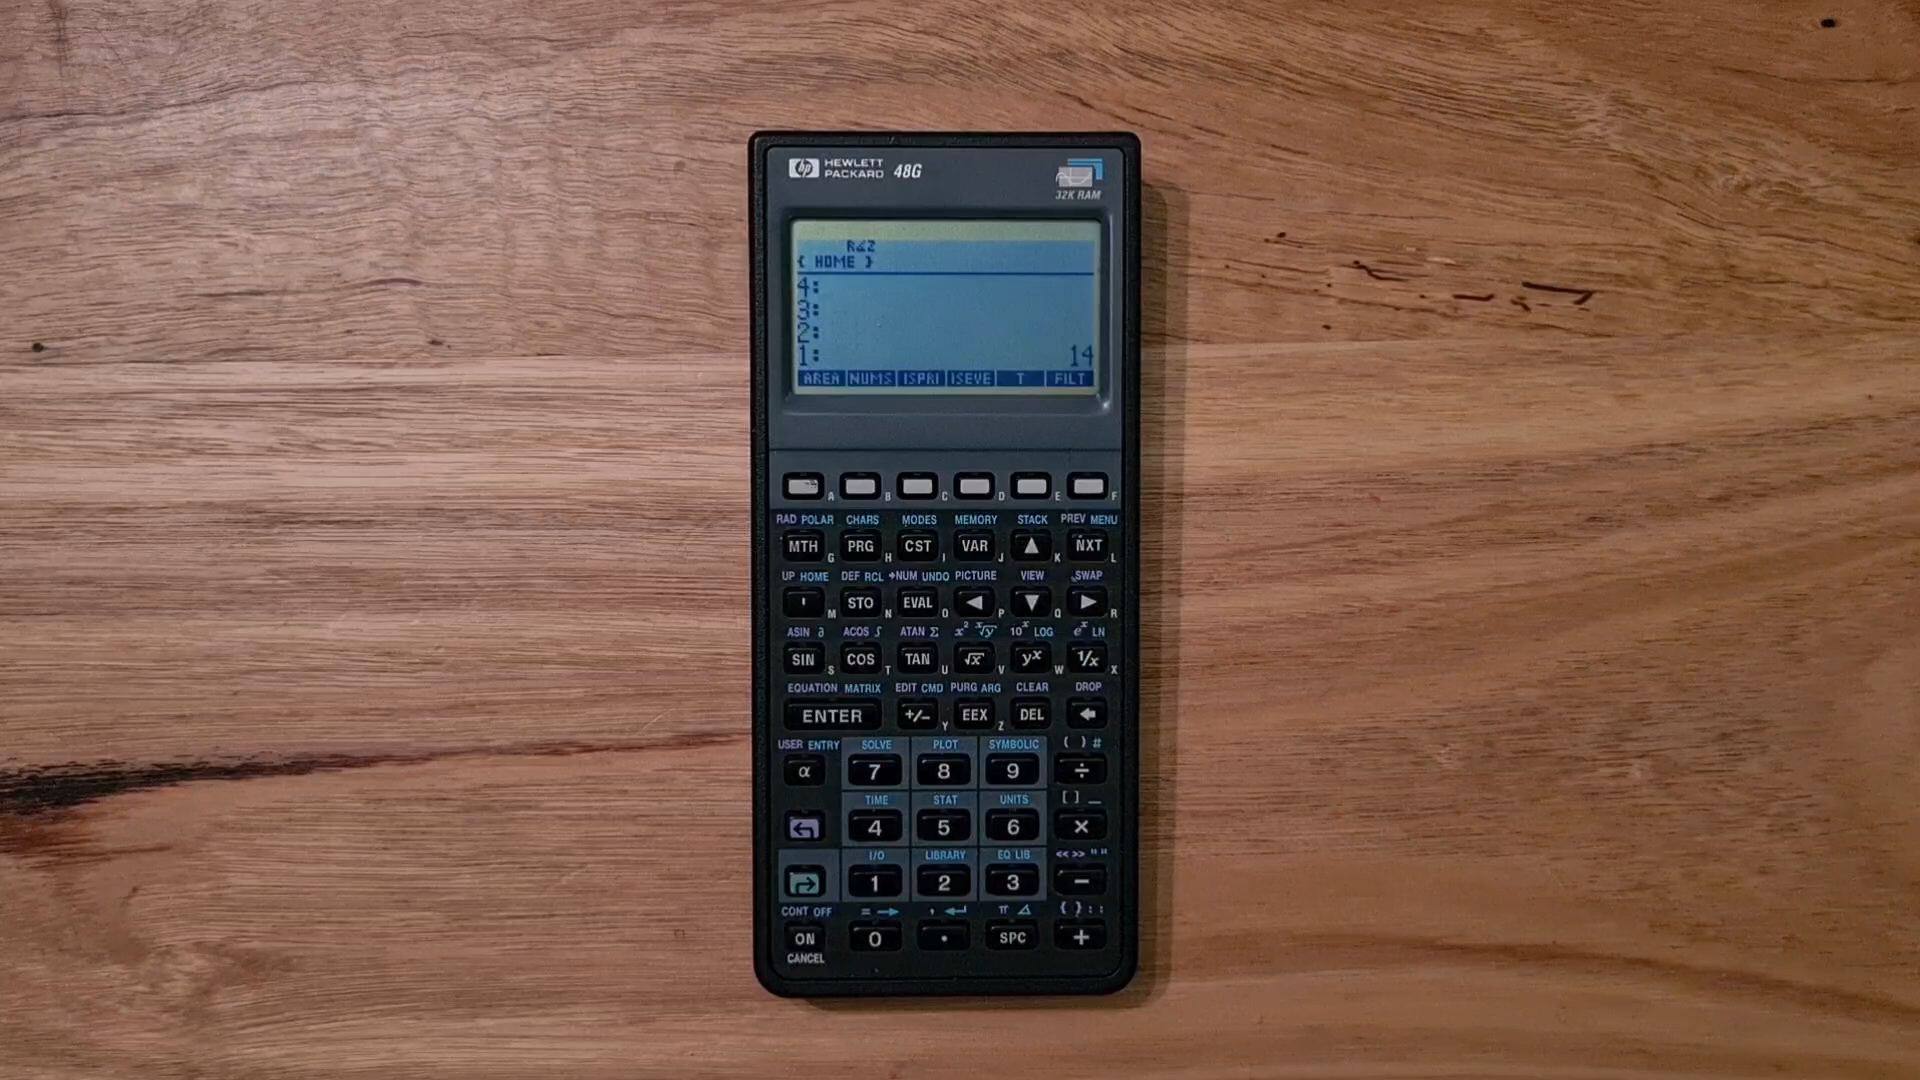 hp HEWLETT PACKARD 48G
32K RAM
R∡Z
{ HOME }
4:
3:
2:
1: 14
AREA NUMS ISPRI ISEVE T FILT
A B C D E F
RAD POLAR CHARS MODES MEMORY STACK PREV MENU
MTH G PRG H CST I VAR J ▲ K NXT L
UP HOME DEF RCL →NUM UNDO PICTURE VIEW SWAP
' M STO N EVAL O ◀ P ▼ Q ▶ R
ASIN ∂ ACOS ∫ ATAN Σ x² ˣ√y 10ˣ LOG eˣ LN
SIN S COS T TAN U √x V yˣ W 1/x X
EQUATION MATRIX EDIT CMD PURG ARG CLEAR DROP
ENTER +/− Y EEX Z DEL ←
USER ENTRY SOLVE PLOT SYMBOLIC ( ) #
α 7 8 9 ÷
TIME STAT UNITS [ ] _
4 5 6 ×
I/O LIBRARY EQ LIB << >> " "
1 2 3 −
CONT OFF = → , ↵ π ∠ { } : :
ON 0 . SPC +
CANCEL